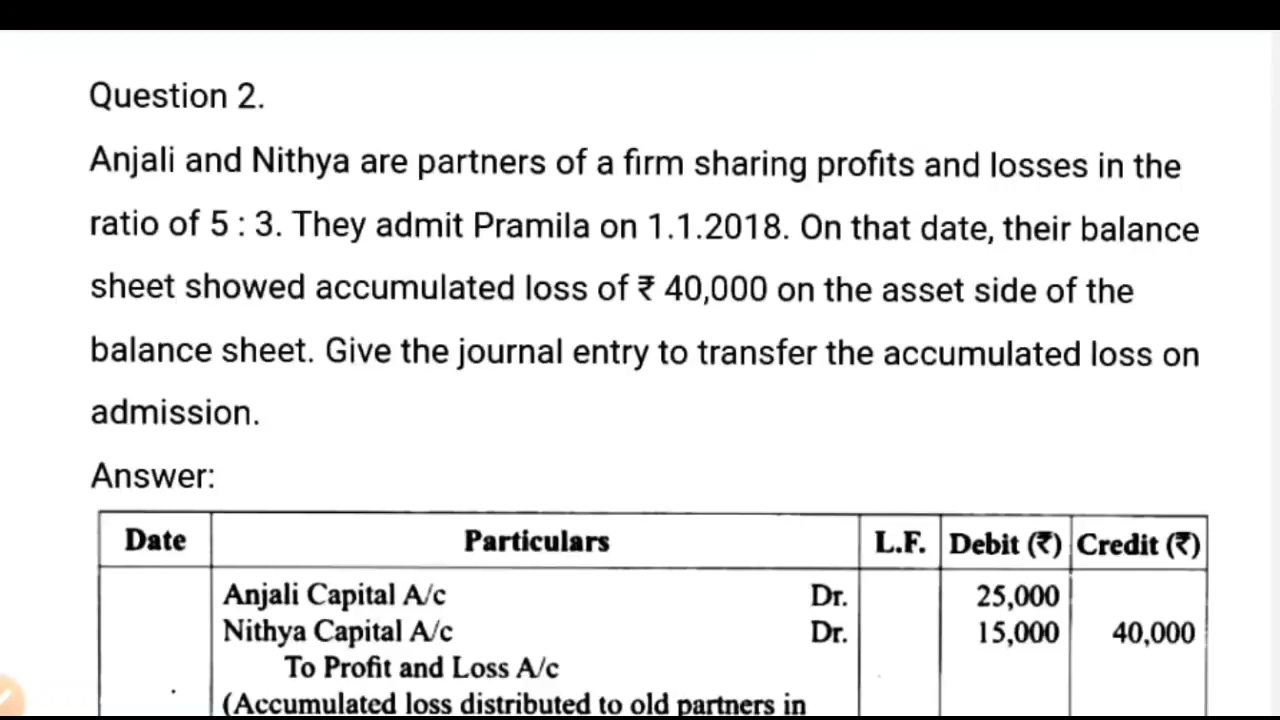 Question 2.
Anjali and Nithya are partners of a firm sharing profits and losses in the
ratio of 5 : 3. They admit Pramila on 1.1.2018. On that date, their balance
sheet showed accumulated loss of ₹ 40,000 on the asset side of the
balance sheet. Give the journal entry to transfer the accumulated loss on
admission.
Answer:
Date Particulars L.F. Debit (₹) Credit (₹)
Anjali Capital A/c Dr. 25,000
Nithya Capital A/c Dr. 15,000 40,000
To Profit and Loss A/c
(Accumulated loss distributed to old partners in